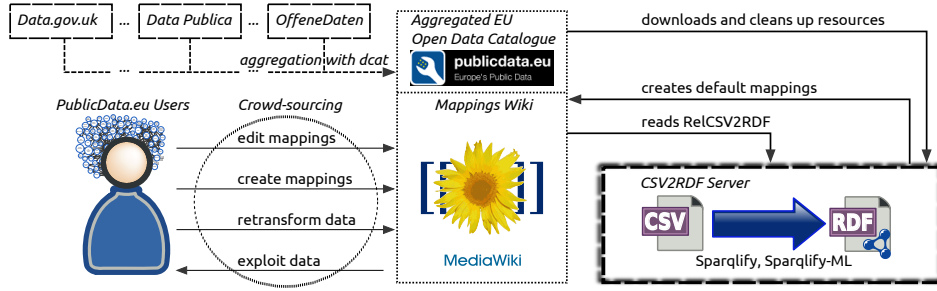 Data.gov.uk ... Data Publica ... OffeneDaten
... ...
aggregation with dcat
Aggregated EU
Open Data Catalogue
publicdata.eu
Europe's Public Data
downloads and cleans up resources
PublicData.eu Users
Crowd-sourcing
edit mappings
create mappings
retransform data
exploit data
Mappings Wiki
[[ ]]
MediaWiki
creates default mappings
reads RelCSV2RDF
CSV2RDF Server
CSV
RDF
Sparqlify, Sparqlify-ML